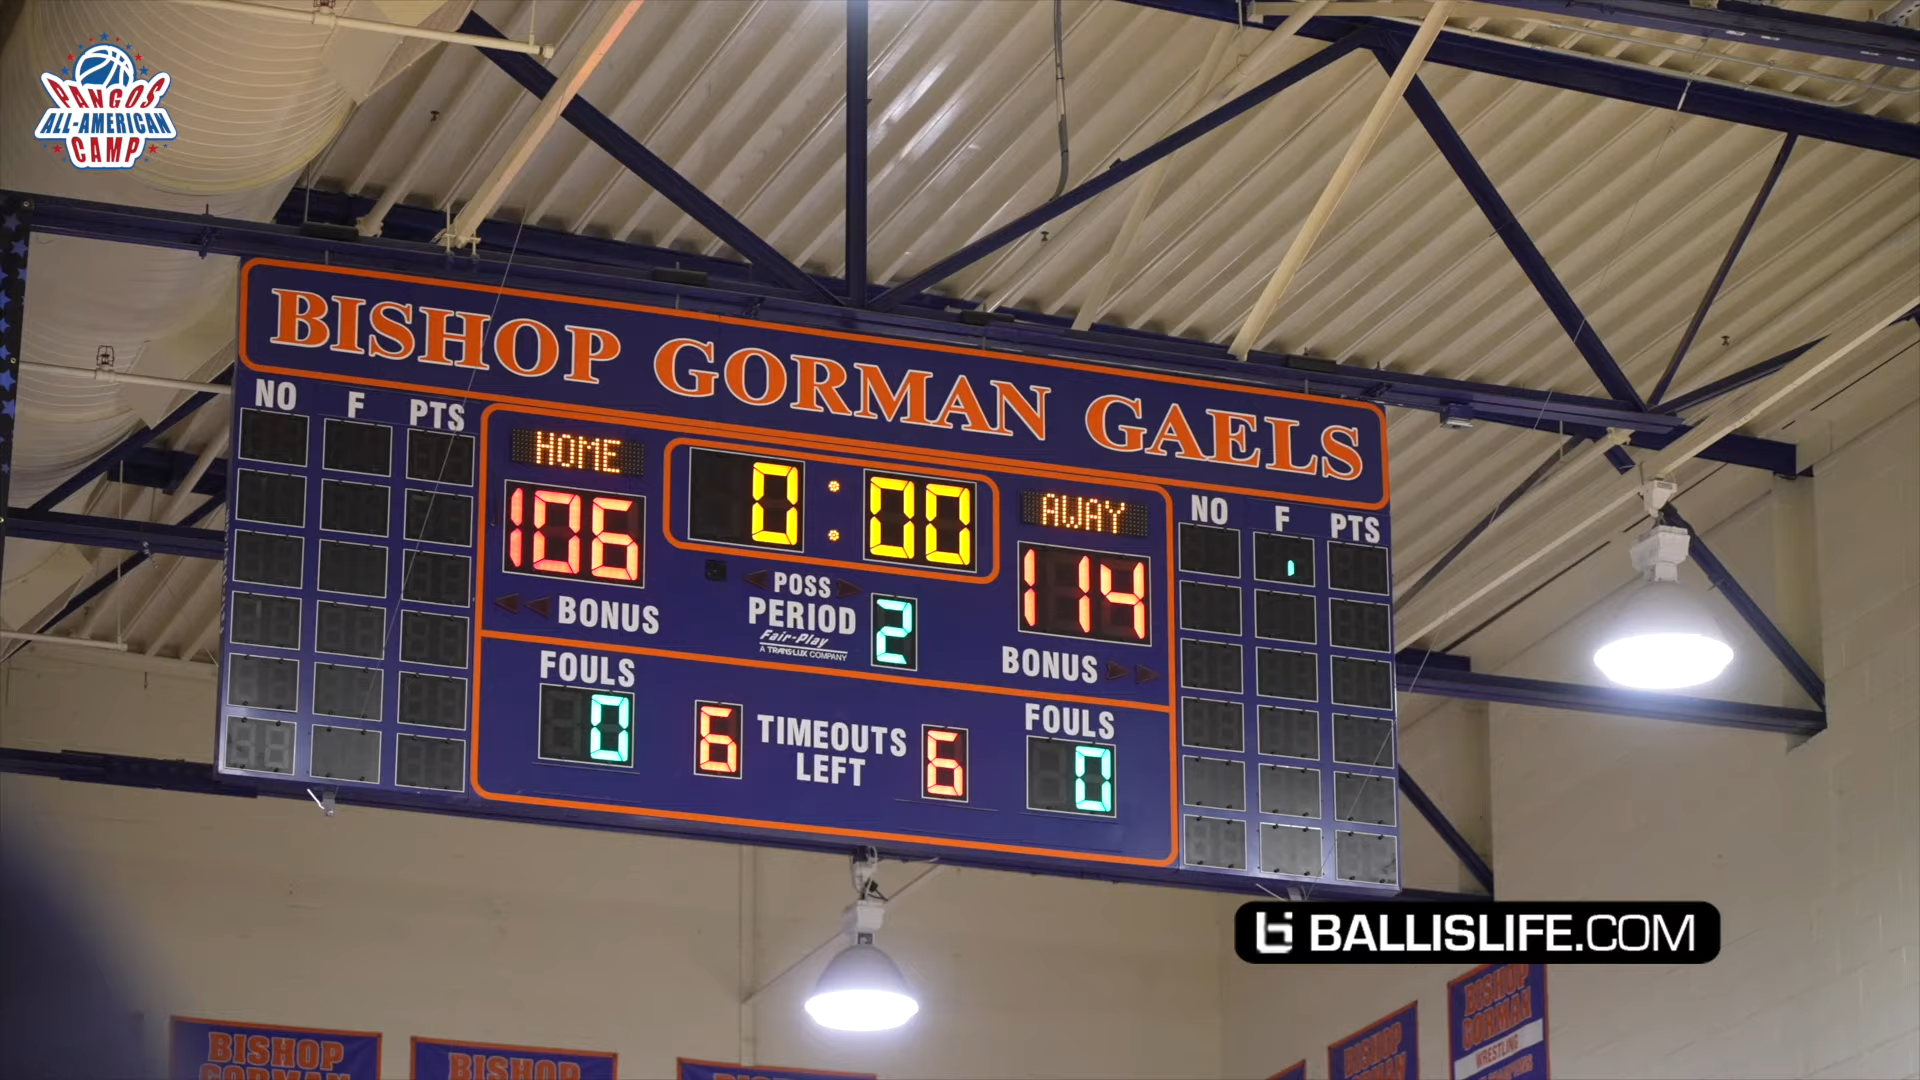 PANGOS
ALL-AMERICAN
CAMP
BISHOP GORMAN GAELS
NO F PTS
HOME
106
0:00
AWAY
114
NO F PTS
POSS
PERIOD 2
Fair-Play
A TRANS-LUX COMPANY
BONUS
BONUS
FOULS
0
6 TIMEOUTS LEFT 6
FOULS
0
BALLISLIFE.COM
BISHOP
GORMAN
BISHOP
BISHOP
BISHOP
GORMAN
WRESTLING